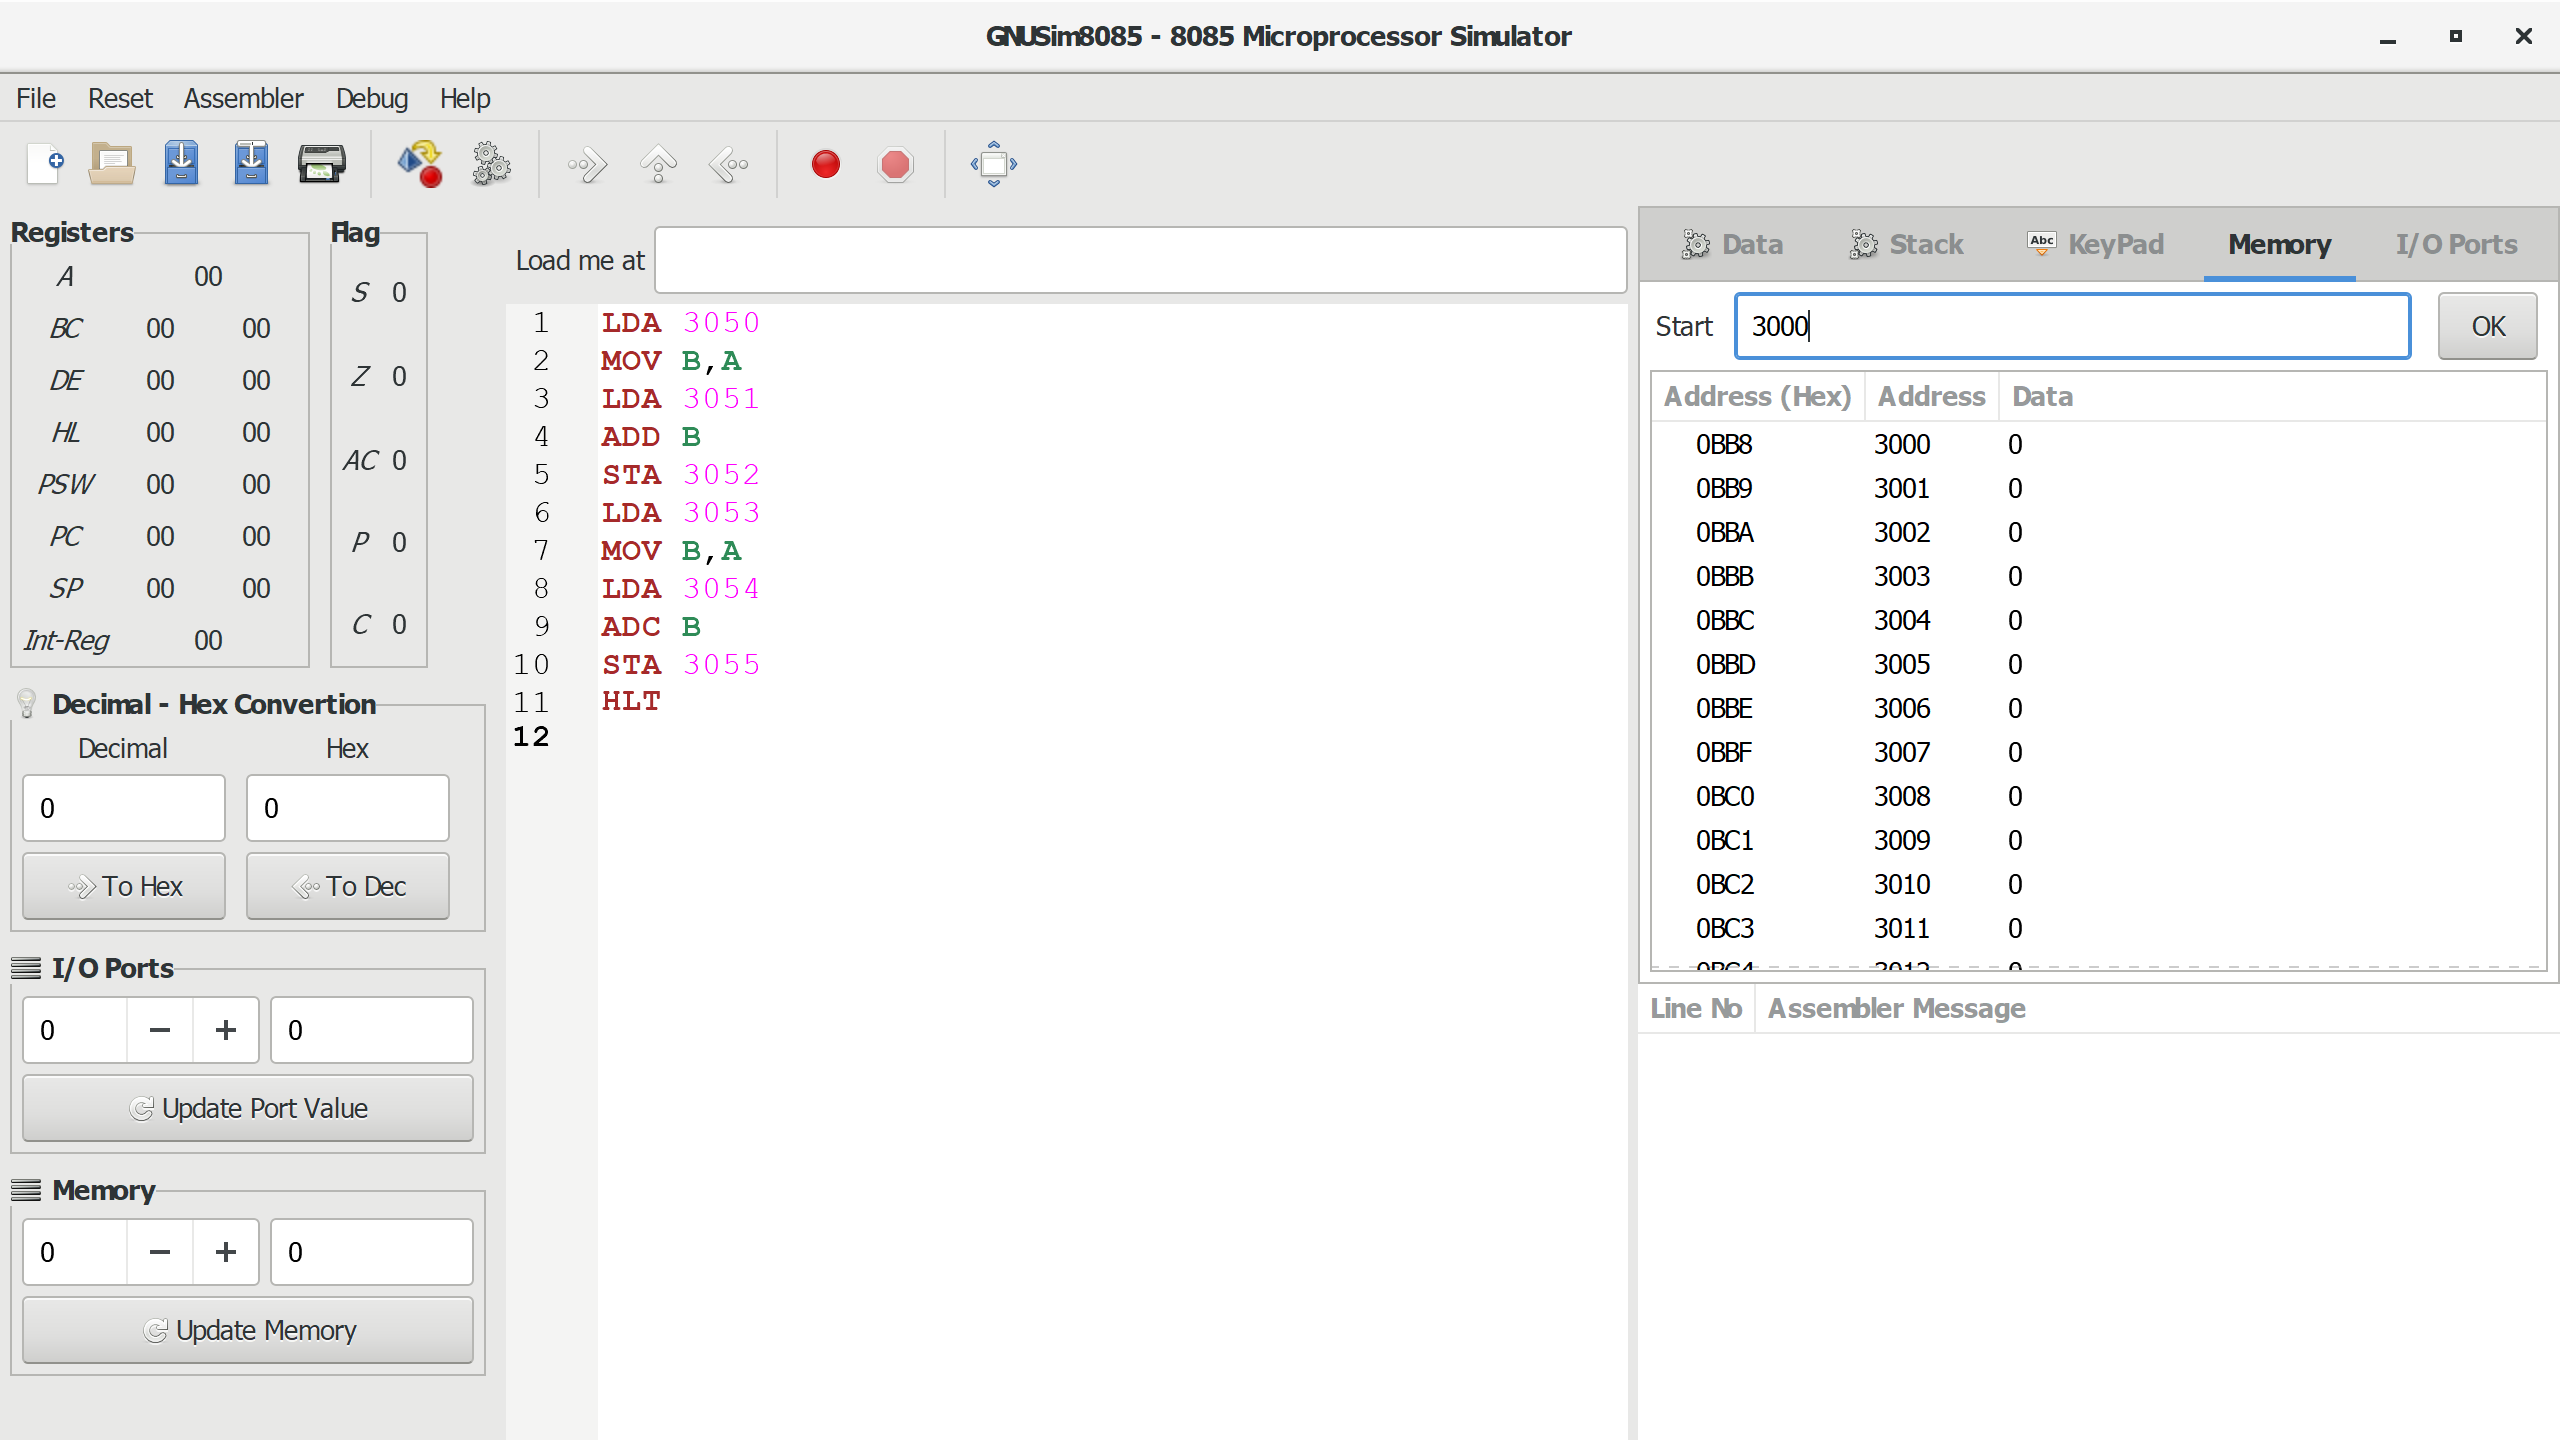 GNUSim8085 - 8085 Microprocessor Simulator
File Reset Assembler Debug Help
Registers
A 00
BC 00 00
DE 00 00
HL 00 00
PSW 00 00
PC 00 00
SP 00 00
Int-Reg 00
Flag
S 0
Z 0
AC 0
P 0
C 0
Decimal - Hex Convertion
Decimal Hex
0 0
To Hex To Dec
I/O Ports
0 − + 0
Update Port Value
Memory
0 − + 0
Update Memory
Load me at
1 LDA 3050
2 MOV B,A
3 LDA 3051
4 ADD B
5 STA 3052
6 LDA 3053
7 MOV B,A
8 LDA 3054
9 ADC B
10 STA 3055
11 HLT
12
Data Stack Abc KeyPad Memory I/O Ports
Start 3000 OK
Address (Hex) Address Data
0BB8 3000 0
0BB9 3001 0
0BBA 3002 0
0BBB 3003 0
0BBC 3004 0
0BBD 3005 0
0BBE 3006 0
0BBF 3007 0
0BC0 3008 0
0BC1 3009 0
0BC2 3010 0
0BC3 3011 0
0BC4 3012 0
Line No Assembler Message